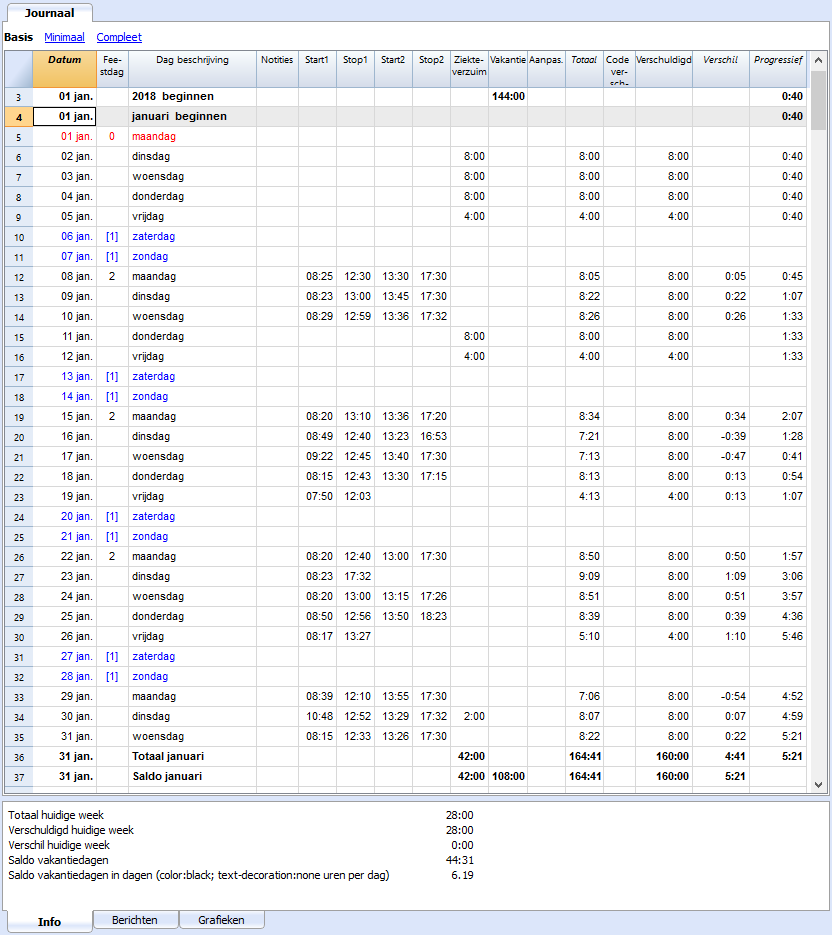 Journaal
Basis Minimaal Compleet
Datum Fee-stdag Dag beschrijving Notities Start1 Stop1 Start2 Stop2 Ziekte-verzuim Vakantie Aanpas. Totaal Code ver-sch- Verschuldigd Verschil Progressief
3 01 jan. 2018 beginnen 144:00 0:40
4 01 jan. januari beginnen 0:40
5 01 jan. 0 maandag
6 02 jan. dinsdag 8:00 8:00 8:00 0:40
7 03 jan. woensdag 8:00 8:00 8:00 0:40
8 04 jan. donderdag 8:00 8:00 8:00 0:40
9 05 jan. vrijdag 4:00 4:00 4:00 0:40
10 06 jan. [1] zaterdag
11 07 jan. [1] zondag
12 08 jan. 2 maandag 08:25 12:30 13:30 17:30 8:05 8:00 0:05 0:45
13 09 jan. dinsdag 08:23 13:00 13:45 17:30 8:22 8:00 0:22 1:07
14 10 jan. woensdag 08:29 12:59 13:36 17:32 8:26 8:00 0:26 1:33
15 11 jan. donderdag 8:00 8:00 8:00 1:33
16 12 jan. vrijdag 4:00 4:00 4:00 1:33
17 13 jan. [1] zaterdag
18 14 jan. [1] zondag
19 15 jan. 2 maandag 08:20 13:10 13:36 17:20 8:34 8:00 0:34 2:07
20 16 jan. dinsdag 08:49 12:40 13:23 16:53 7:21 8:00 -0:39 1:28
21 17 jan. woensdag 09:22 12:45 13:40 17:30 7:13 8:00 -0:47 0:41
22 18 jan. donderdag 08:15 12:43 13:30 17:15 8:13 8:00 0:13 0:54
23 19 jan. vrijdag 07:50 12:03 4:13 4:00 0:13 1:07
24 20 jan. [1] zaterdag
25 21 jan. [1] zondag
26 22 jan. 2 maandag 08:20 12:40 13:00 17:30 8:50 8:00 0:50 1:57
27 23 jan. dinsdag 08:23 17:32 9:09 8:00 1:09 3:06
28 24 jan. woensdag 08:20 13:00 13:15 17:26 8:51 8:00 0:51 3:57
29 25 jan. donderdag 08:50 12:56 13:50 18:23 8:39 8:00 0:39 4:36
30 26 jan. vrijdag 08:17 13:27 5:10 4:00 1:10 5:46
31 27 jan. [1] zaterdag
32 28 jan. [1] zondag
33 29 jan. maandag 08:39 12:10 13:55 17:30 7:06 8:00 -0:54 4:52
34 30 jan. dinsdag 10:48 12:52 13:29 17:32 2:00 8:07 8:00 0:07 4:59
35 31 jan. woensdag 08:15 12:33 13:26 17:30 8:22 8:00 0:22 5:21
36 31 jan. Totaal januari 42:00 164:41 160:00 4:41 5:21
37 31 jan. Saldo januari 42:00 108:00 164:41 160:00 5:21
Totaal huidige week 28:00
Verschuldigd huidige week 28:00
Verschil huidige week 0:00
Saldo vakantiedagen 44:31
Saldo vakantiedagen in dagen (color:black; text-decoration:none uren per dag) 6.19
Info Berichten Grafieken